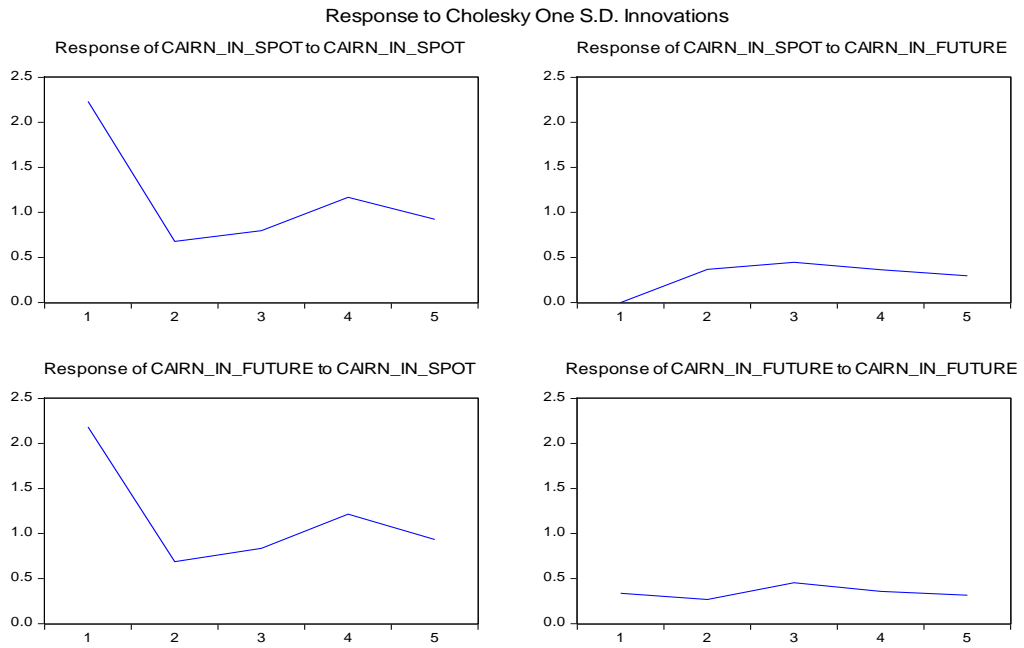 Response to Cholesky One S.D. Innovations
Response of CAIRN_IN_SPOT to CAIRN_IN_SPOT
2.5
2.0
1.5
1.0
0.5
0.0
1 2 3 4 5
Response of CAIRN_IN_SPOT to CAIRN_IN_FUTURE
2.5
2.0
1.5
1.0
0.5
0.0
1 2 3 4 5
Response of CAIRN_IN_FUTURE to CAIRN_IN_SPOT
2.5
2.0
1.5
1.0
0.5
0.0
1 2 3 4 5
Response of CAIRN_IN_FUTURE to CAIRN_IN_FUTURE
2.5
2.0
1.5
1.0
0.5
0.0
1 2 3 4 5